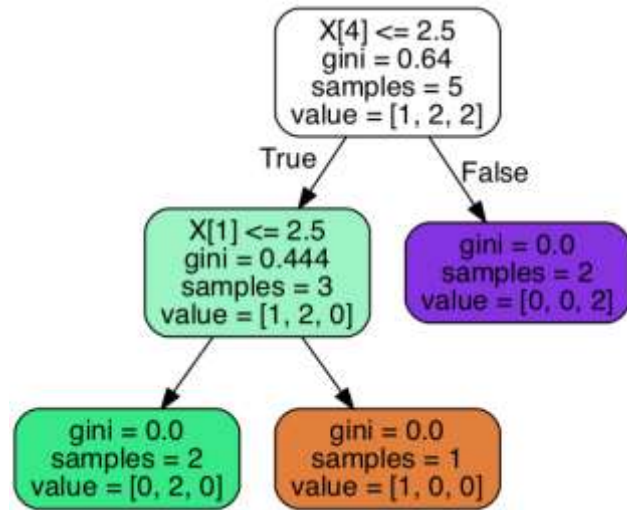 X[4] <= 2.5
gini = 0.64
samples = 5
value = [1, 2, 2]
True
False
X[1] <= 2.5
gini = 0.444
samples = 3
value = [1, 2, 0]
gini = 0.0
samples = 2
value = [0, 0, 2]
gini = 0.0
samples = 2
value = [0, 2, 0]
gini = 0.0
samples = 1
value = [1, 0, 0]